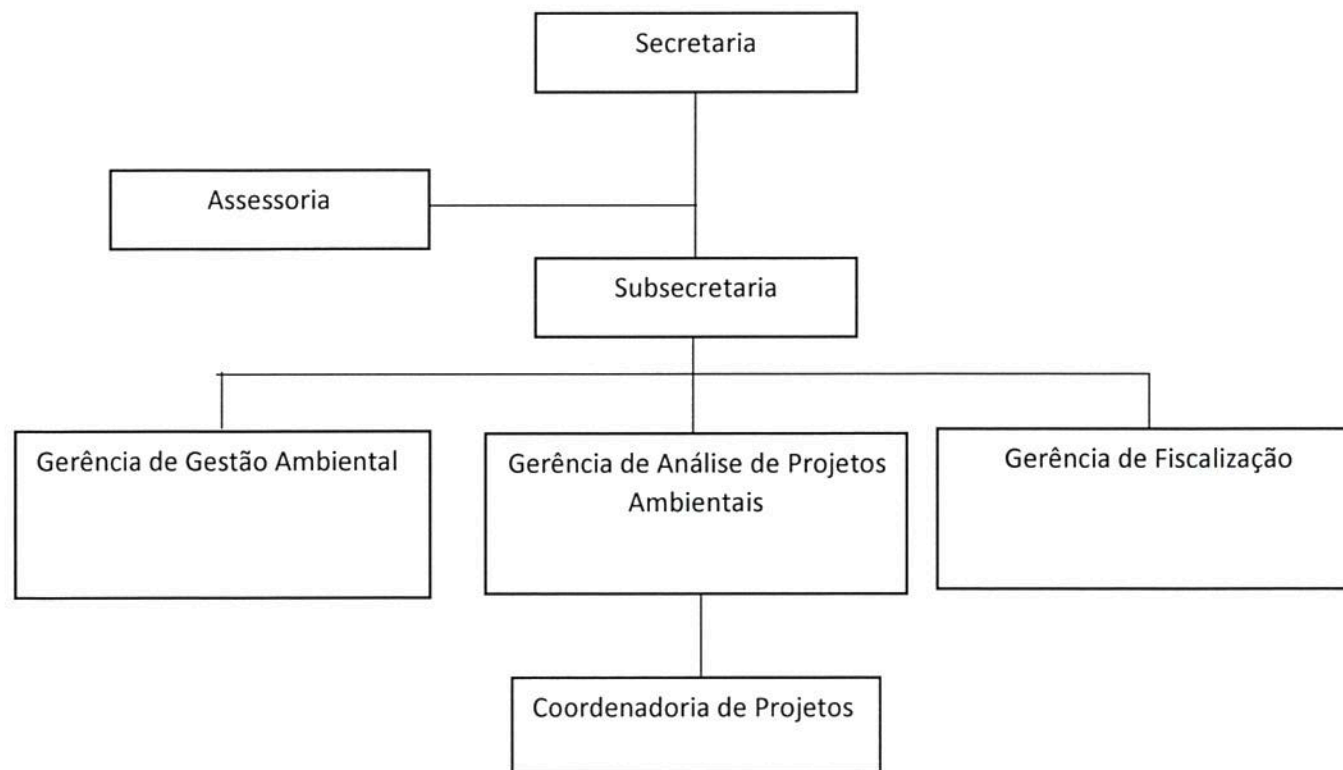 Secretaria
Assessoria
Subsecretaria
Gerência de Gestão Ambiental
Gerência de Análise de Projetos
Ambientais
Gerência de Fiscalização
Coordenadoria de Projetos